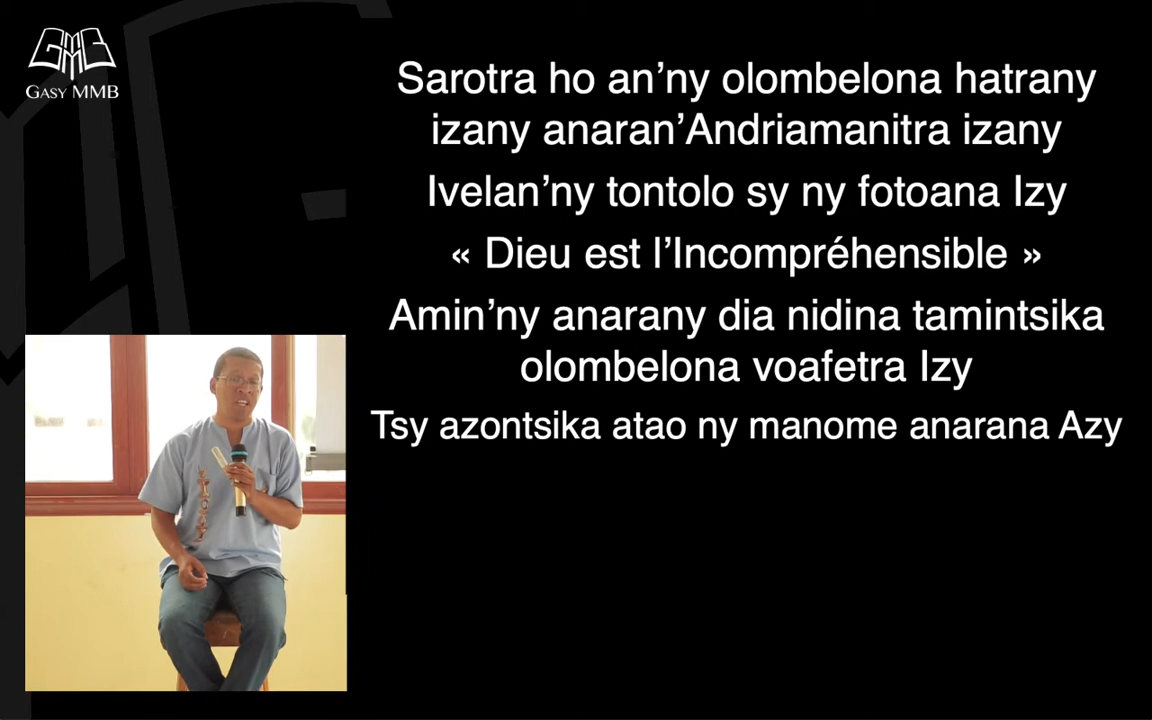 GMMB
GASY MMB
Sarotra ho an’ny olombelona hatrany
izany anaran’Andriamanitra izany
Ivelan’ny tontolo sy ny fotoana Izy
« Dieu est l’Incompréhensible »
Amin’ny anarany dia nidina tamintsika
olombelona voafetra Izy
Tsy azontsika atao ny manome anarana Azy